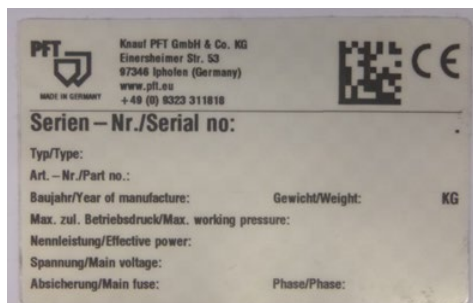 PFT
MADE IN GERMANY
Knauf PFT GmbH & Co. KG
Einersheimer Str. 53
97346 Iphofen (Germany)
www.pft.eu
+49 (0) 9323 311818
CE
Serien – Nr./Serial no:
Typ/Type:
Art. – Nr./Part no.:
Baujahr/Year of manufacture: Gewicht/Weight: KG
Max. zul. Betriebsdruck/Max. working pressure:
Nennleistung/Effective power:
Spannung/Main voltage:
Absicherung/Main fuse: Phase/Phase: